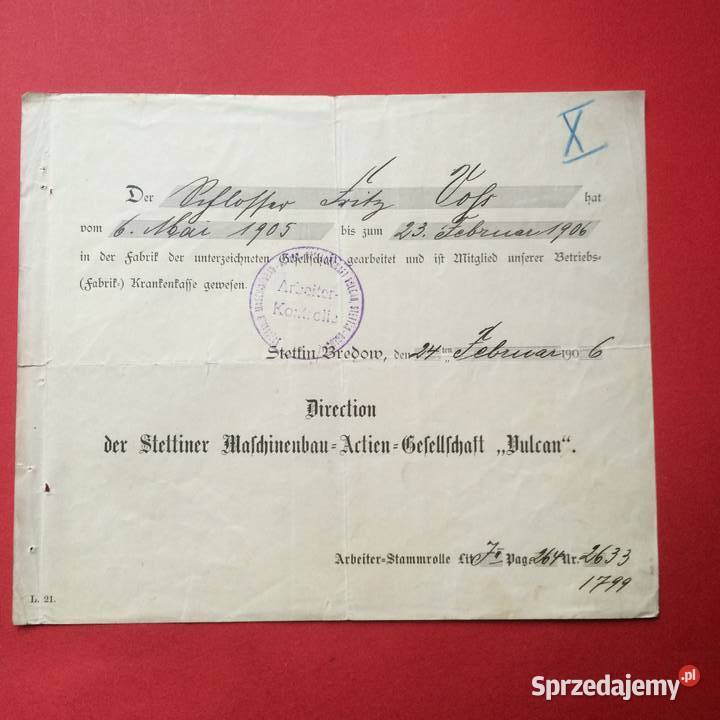 X
Der Schlosser Fritz Voß hat
vom 6. Mai 1905 bis zum 23. Februar 1906
in der Fabrik der unterzeichneten Gesellschaft gearbeitet und ist Mitglied unserer Betriebs-
(Fabrik-) Krankenkasse gewesen.
Arbeiter-
Kontrolle
Stettin Bredow, den 24ten Februar 1906
Direction
der Stettiner Maschinenbau-Actien-Gesellschaft „Vulcan“.
Arbeiter-Stammrolle Lit. Pag. 264 Nr. 2633
1799
L. 21.
Sprzedajemy.pl